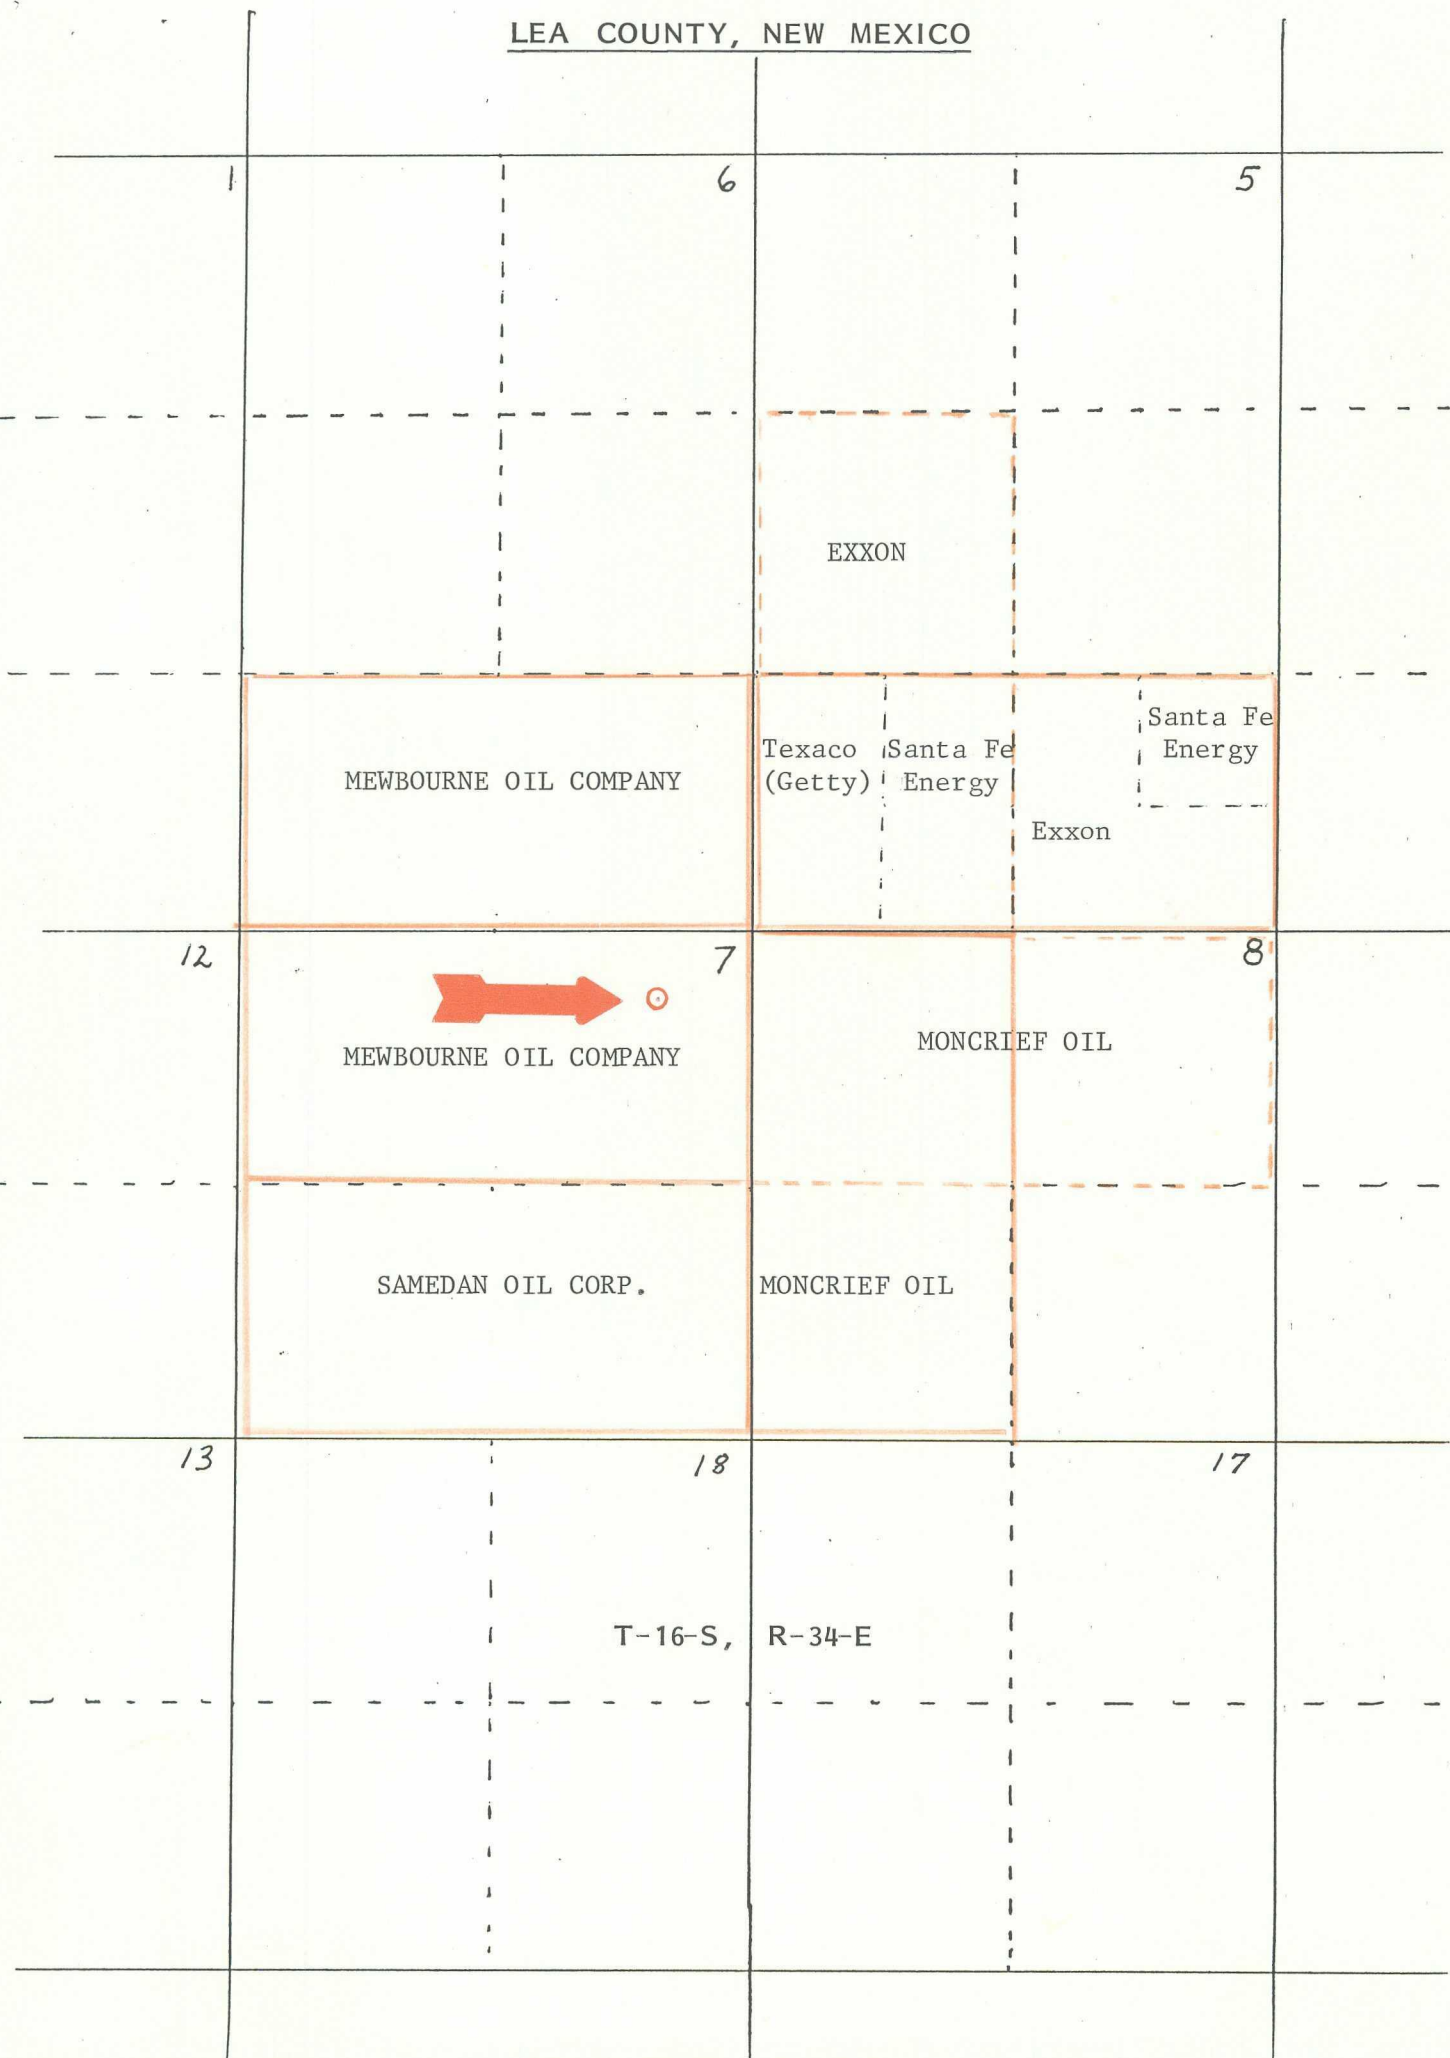 LEA COUNTY, NEW MEXICO
1
6
5
EXXON
MEWBOURNE OIL COMPANY
Texaco
(Getty)
Santa Fe
Energy
Santa Fe
Energy
Exxon
12
7
8
MEWBOURNE OIL COMPANY
MONCRIEF OIL
SAMEDAN OIL CORP.
MONCRIEF OIL
13
18
17
T-16-S, R-34-E